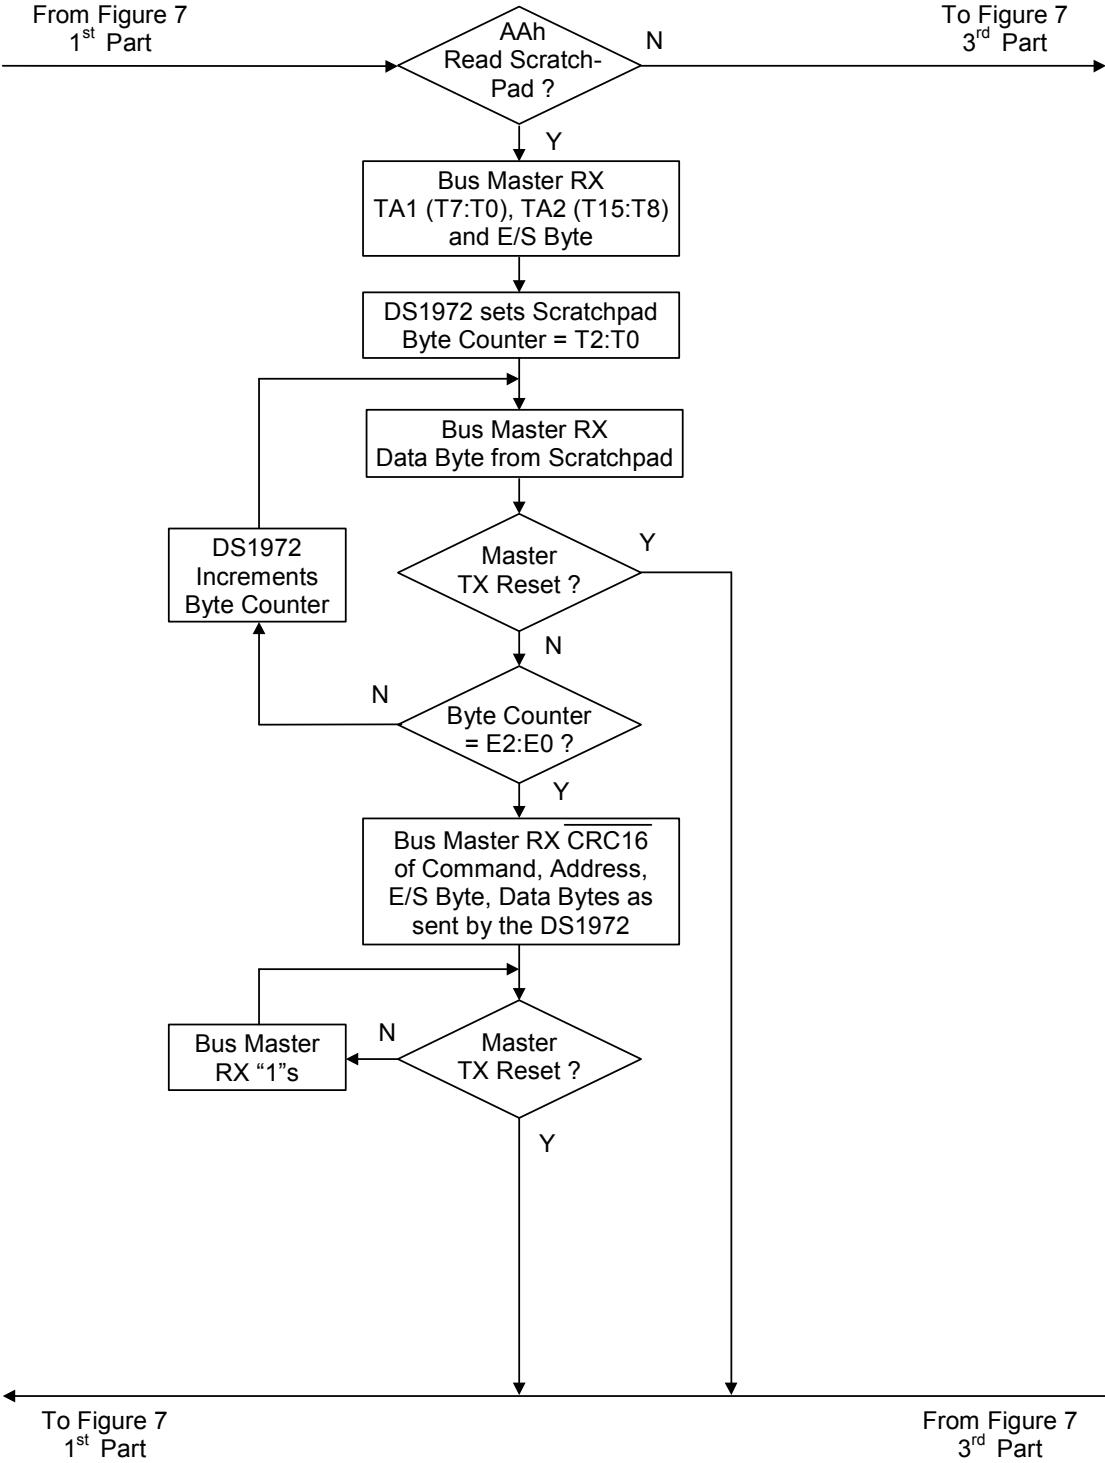 From Figure 7
1st Part
To Figure 7
3rd Part
AAh
Read Scratch-
Pad ?
N
Y
Bus Master RX
TA1 (T7:T0), TA2 (T15:T8)
and E/S Byte
DS1972 sets Scratchpad
Byte Counter = T2:T0
Bus Master RX
Data Byte from Scratchpad
DS1972
Increments
Byte Counter
Master
TX Reset ?
Y
N
N
Byte Counter
= E2:E0 ?
Y
Bus Master RX CRC16
of Command, Address,
E/S Byte, Data Bytes as
sent by the DS1972
Bus Master
RX “1”s
N
Master
TX Reset ?
Y
To Figure 7
1st Part
From Figure 7
3rd Part